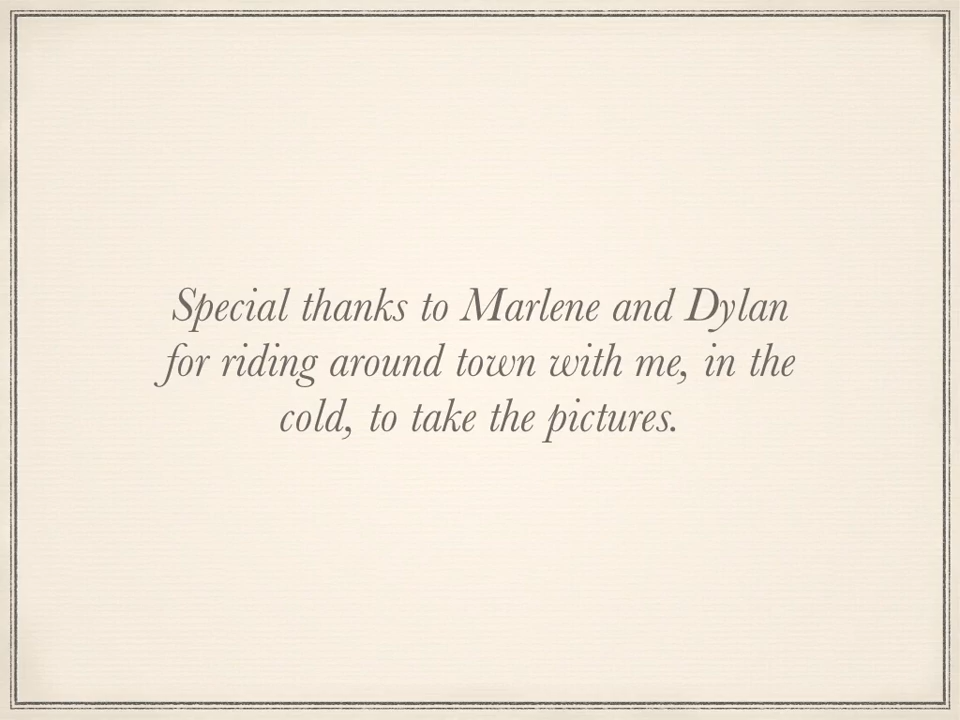 Special thanks to Marlene and Dylan
for riding around town with me, in the
cold, to take the pictures.